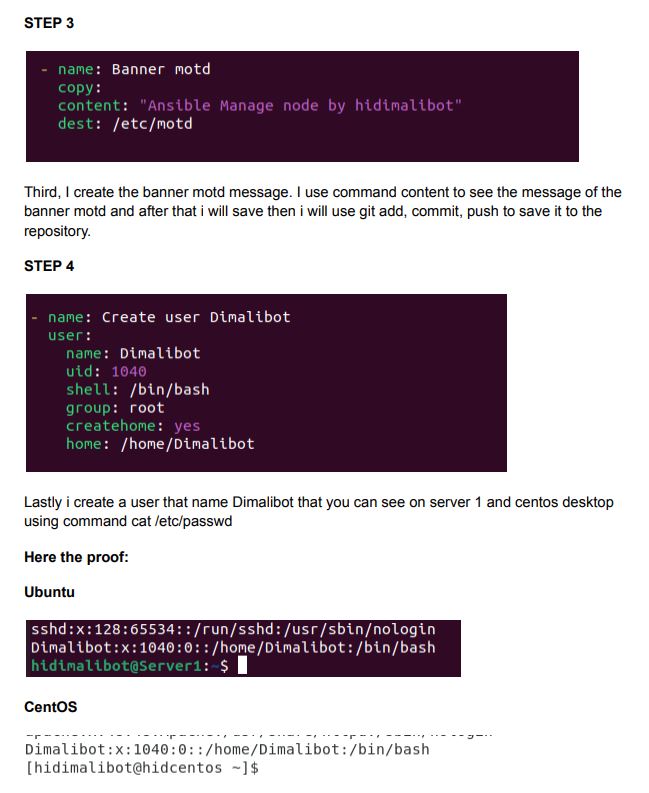 STEP 3
- name: Banner motd
copy:
content: "Ansible Manage node by hidimalibot"
dest: /etc/motd
Third, I create the banner motd message. I use command content to see the message of the
banner motd and after that i will save then i will use git add, commit, push to save it to the
repository.
STEP 4
- name: Create user Dimalibot
user:
name: Dimalibot
uid: 1040
shell: /bin/bash
group: root
createhome: yes
home: /home/Dimalibot
Lastly i create a user that name Dimalibot that you can see on server 1 and centos desktop
using command cat /etc/passwd
Here the proof:
Ubuntu
sshd:x:128:65534::/run/sshd:/usr/sbin/nologin
Dimalibot:x:1040:0::/home/Dimalibot:/bin/bash
hidimalibot@Server1:~$
CentOS
Dimalibot:x:1040:0::/home/Dimalibot:/bin/bash
[hidimalibot@hidcentos ~]$